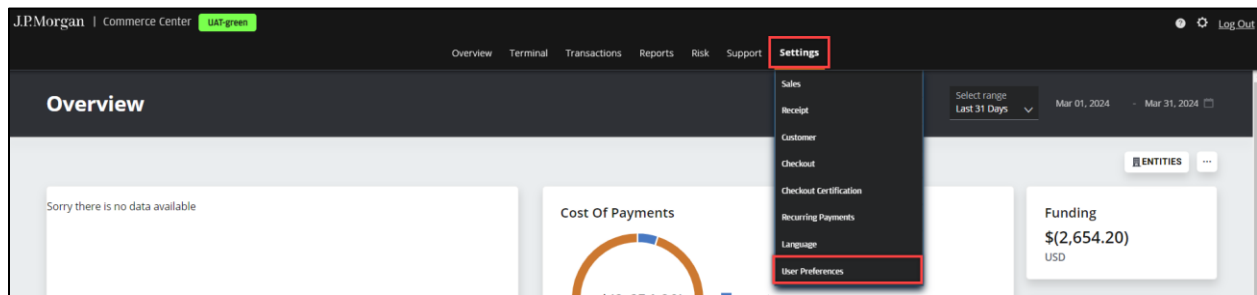 J.P.Morgan | Commerce Center UAT-green Log Out
Overview Terminal Transactions Reports Risk Support Settings
Overview
Sales
Receipt
Customer
Checkout
Checkout Certification
Recurring Payments
Language
User Preferences
Select range
Last 31 Days
Mar 01, 2024 - Mar 31, 2024
ENTITIES ...
Sorry there is no data available
Cost Of Payments
Funding
$(2,654.20)
USD